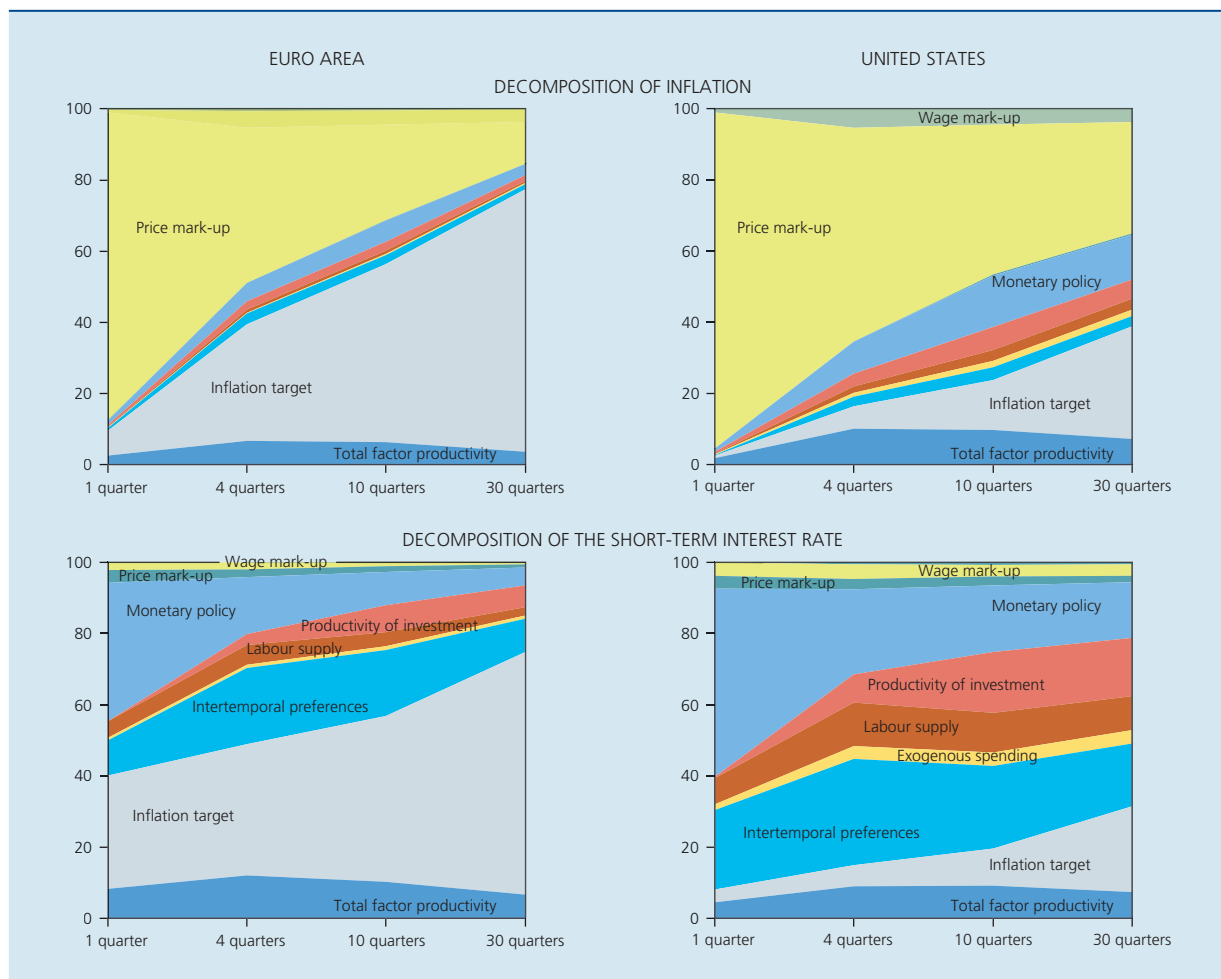 EURO AREA
UNITED STATES
DECOMPOSITION OF INFLATION
100
80
60
40
20
0
Price mark-up
Inflation target
Total factor productivity
1 quarter
4 quarters
10 quarters
30 quarters
100
80
60
40
20
0
Wage mark-up
Price mark-up
Monetary policy
Inflation target
Total factor productivity
1 quarter
4 quarters
10 quarters
30 quarters
DECOMPOSITION OF THE SHORT-TERM INTEREST RATE
100
80
60
40
20
0
Wage mark-up
Price mark-up
Monetary policy
Productivity of investment
Labour supply
Intertemporal preferences
Inflation target
Total factor productivity
1 quarter
4 quarters
10 quarters
30 quarters
100
80
60
40
20
0
Wage mark-up
Price mark-up
Monetary policy
Productivity of investment
Labour supply
Exogenous spending
Intertemporal preferences
Inflation target
Total factor productivity
1 quarter
4 quarters
10 quarters
30 quarters